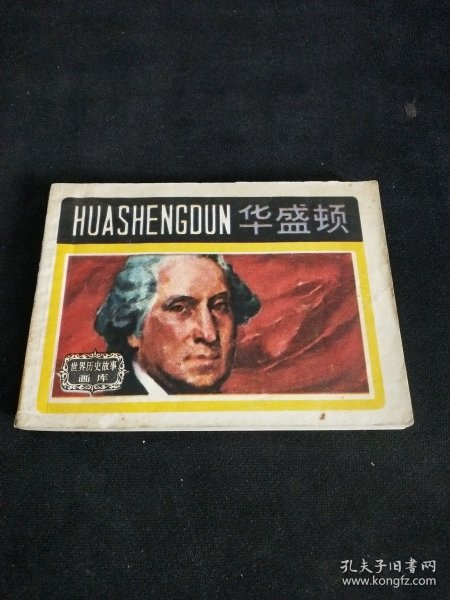 HUASHENGDUN 华盛顿
世界历史故事
画库
孔夫子旧书网
www.kongfz.com